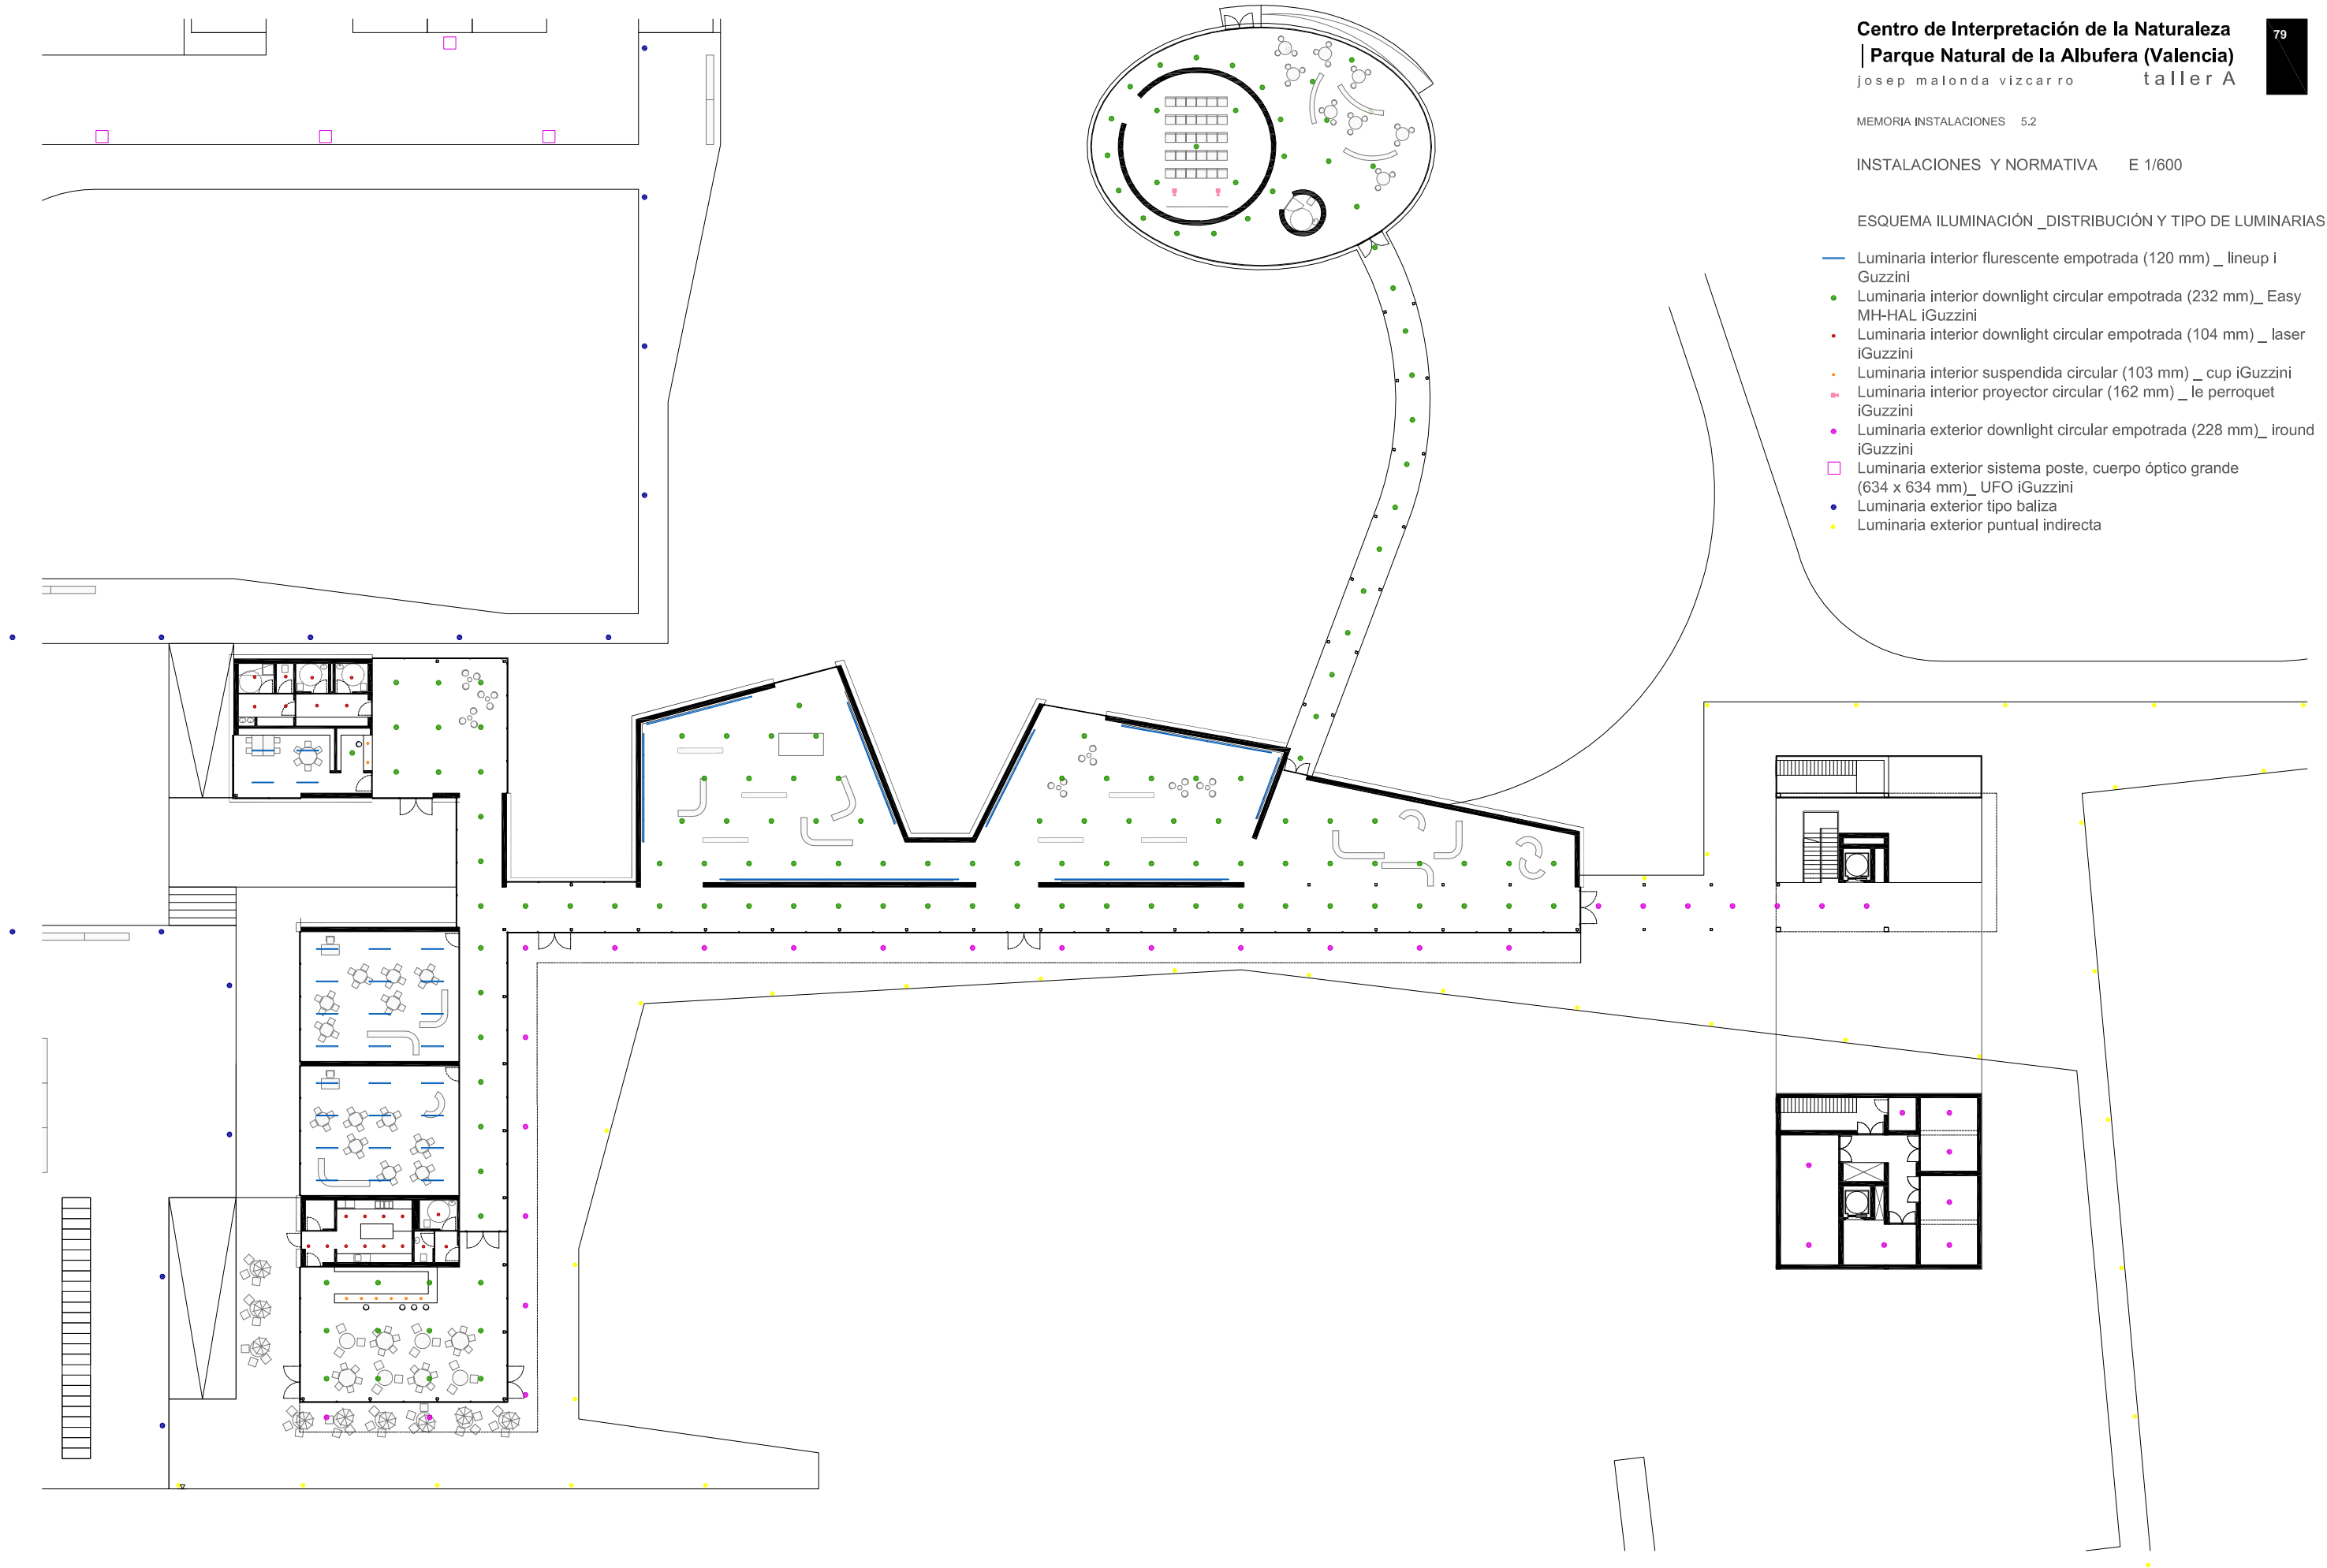 Centro de Interpretación de la Naturaleza
| Parque Natural de la Albufera (Valencia)
josep malonda vizcarro taller A
79
MEMORIA INSTALACIONES 5.2
INSTALACIONES Y NORMATIVA E 1/600
ESQUEMA ILUMINACIÓN _DISTRIBUCIÓN Y TIPO DE LUMINARIAS
Luminaria interior flurescente empotrada (120 mm) _ lineup i
Guzzini
Luminaria interior downlight circular empotrada (232 mm)_ Easy
MH-HAL iGuzzini
Luminaria interior downlight circular empotrada (104 mm) _ laser
iGuzzini
Luminaria interior suspendida circular (103 mm) _ cup iGuzzini
Luminaria interior proyector circular (162 mm) _ le perroquet
iGuzzini
Luminaria exterior downlight circular empotrada (228 mm)_ iround
iGuzzini
Luminaria exterior sistema poste, cuerpo óptico grande
(634 x 634 mm)_ UFO iGuzzini
Luminaria exterior tipo baliza
Luminaria exterior puntual indirecta